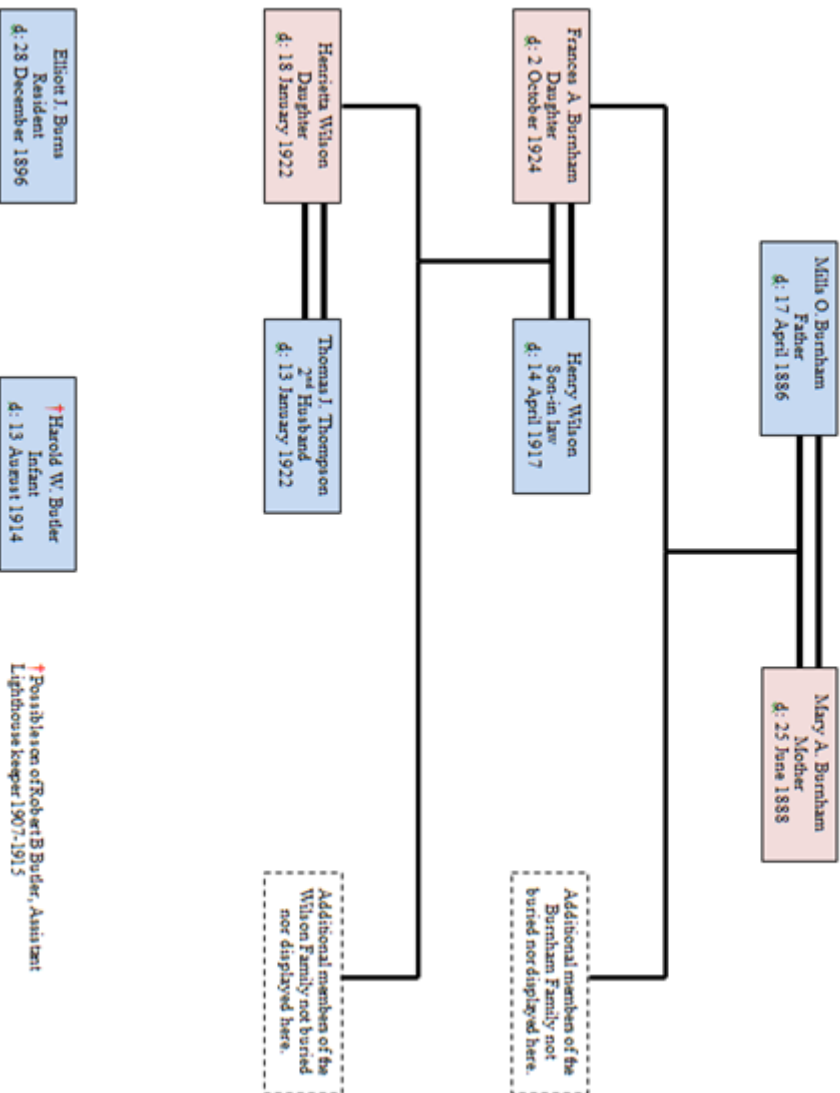 Mills O. Burnham
Father
d: 17 April 1886
Mary A. Burnham
Mother
d: 25 June 1888
Frances A .Burnham
Daughter
d: 2 October 1924
Henry Wilson
Son-in law
d: 14 April 1917
Additional members of the
Burnham Family not
buried nor displayed here.
Henrietta Wilson
Daughter
d: 18 January 1922
Thomas J. Thompson
2nd Husband
d: 13 January 1922
Additional members of the
Wilson Family not buried
nor displayed here.
Elliott J. Burns
Resident
d: 28 December 1896
† Harold W. Butler
Infant
d: 13 August 1914
† Possible son of Robert B Butler, Assistant
Lighthouse keeper 1907-1915